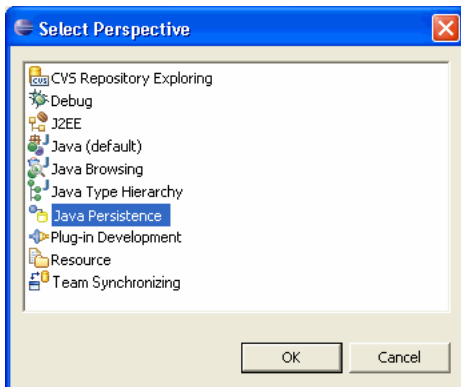 Select Perspective
CVS Repository Exploring
Debug
J2EE
Java (default)
Java Browsing
Java Type Hierarchy
Java Persistence
Plug-in Development
Resource
Team Synchronizing
OK
Cancel